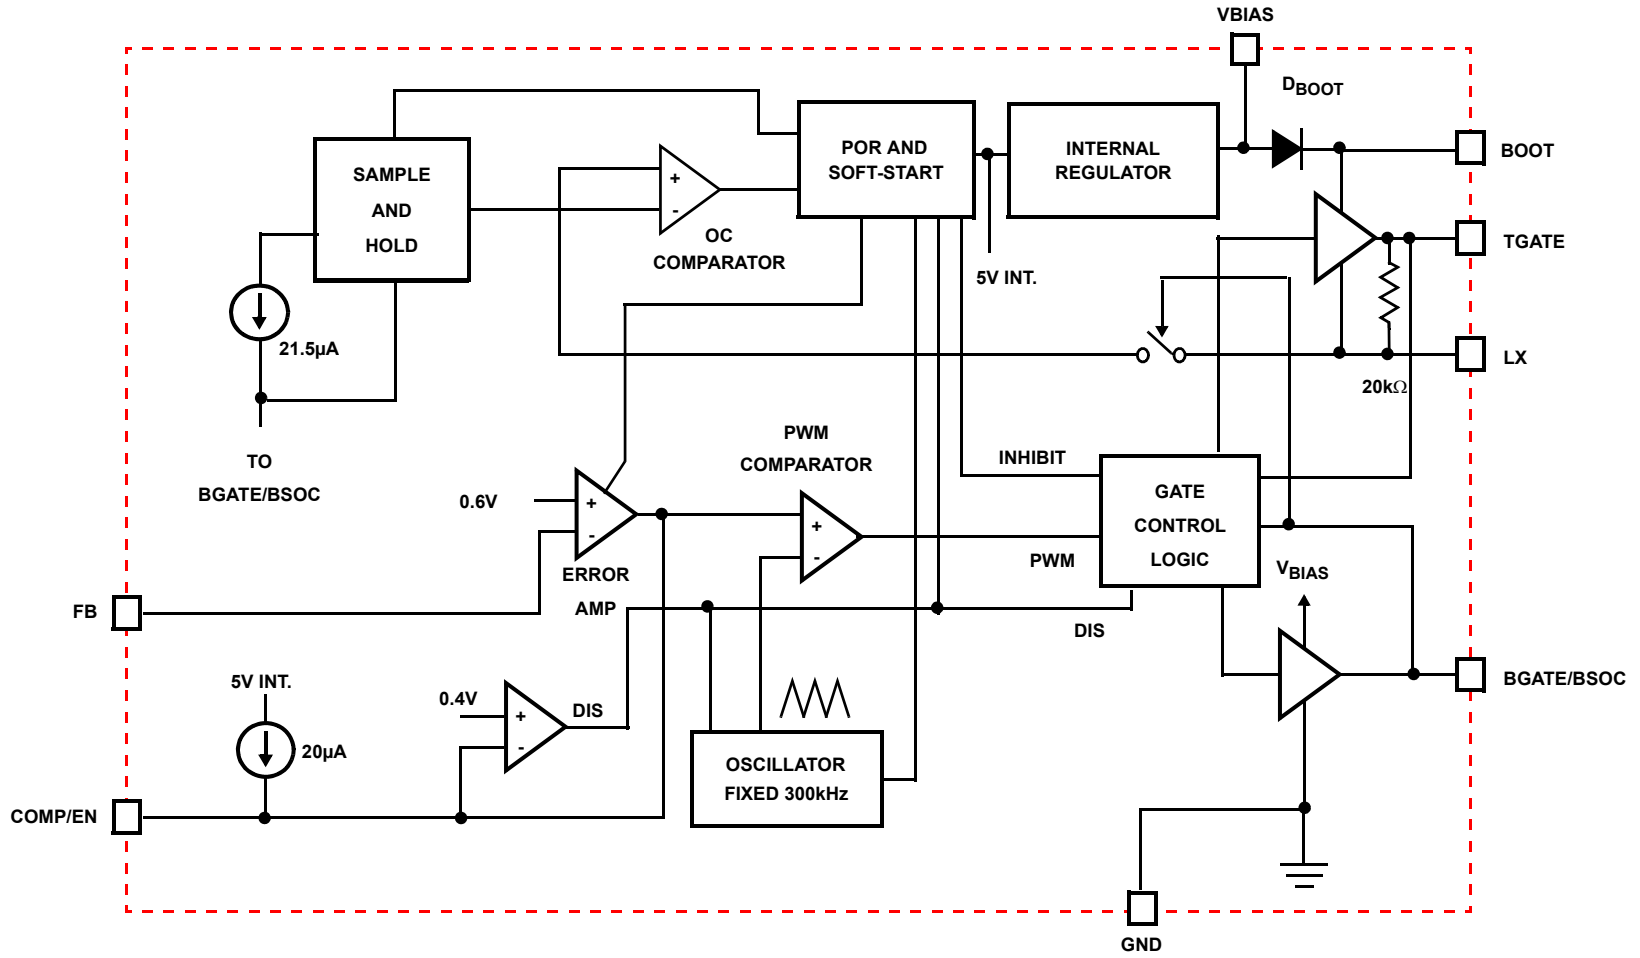 VBIAS
DBOOT
BOOT
SAMPLE
AND
HOLD
+
-
OC
COMPARATOR
POR AND
SOFT-START
INTERNAL
REGULATOR
5V INT.
TGATE
21.5µA
LX
20kΩ
TO
BGATE/BSOC
PWM
COMPARATOR
INHIBIT
0.6V
+
-
ERROR
AMP
+
-
PWM
GATE
CONTROL
LOGIC
VBIAS
FB
DIS
5V INT.
20µA
0.4V
+
-
DIS
OSCILLATOR
FIXED 300kHz
BGATE/BSOC
COMP/EN
GND